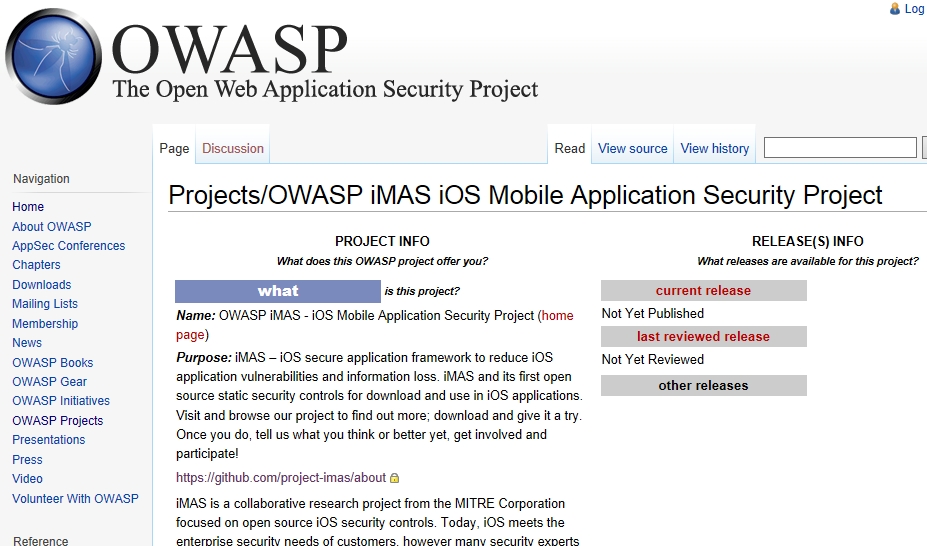 Log
OWASP
The Open Web Application Security Project
Page
Discussion
Read
View source
View history
Navigation
Home
About OWASP
AppSec Conferences
Chapters
Downloads
Mailing Lists
Membership
News
OWASP Books
OWASP Gear
OWASP Initiatives
OWASP Projects
Presentations
Press
Video
Volunteer With OWASP
Reference
Projects/OWASP iMAS iOS Mobile Application Security Project
PROJECT INFO
What does this OWASP project offer you?
what is this project?
Name: OWASP iMAS - iOS Mobile Application Security Project (home
page)
Purpose: iMAS – iOS secure application framework to reduce iOS
application vulnerabilities and information loss. iMAS and its first open
source static security controls for download and use in iOS applications.
Visit and browse our project to find out more; download and give it a try.
Once you do, tell us what you think or better yet, get involved and
participate!
https://github.com/project-imas/about
iMAS is a collaborative research project from the MITRE Corporation
focused on open source iOS security controls. Today, iOS meets the
enterprise security needs of customers, however many security experts
RELEASE(S) INFO
What releases are available for this project?
current release
Not Yet Published
last reviewed release
Not Yet Reviewed
other releases